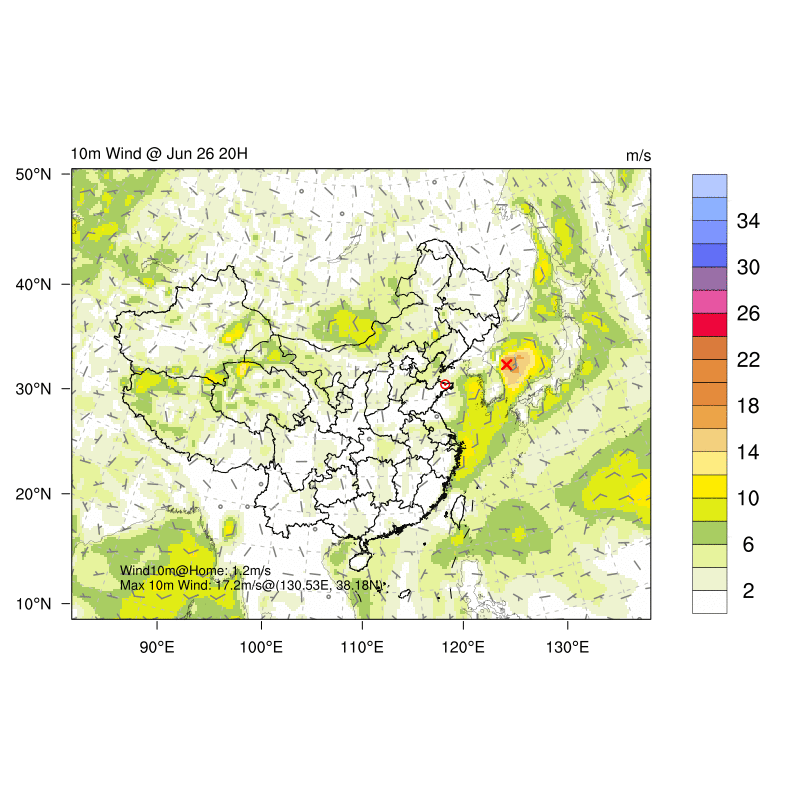 10m Wind @ Jun 26 20H
m/s
50°N
40°N
30°N
20°N
10°N
90°E
100°E
110°E
120°E
130°E
Wind10m@Home: 1.2m/s
Max 10m Wind: 17.2m/s@(130.53E, 38.18N)
34
30
26
22
18
14
10
6
2